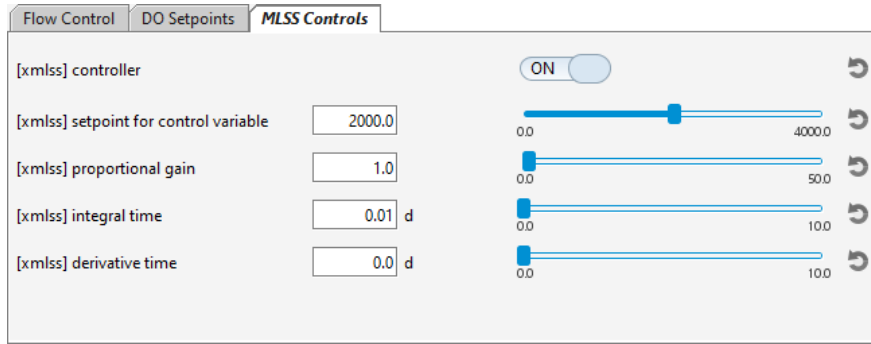 Flow Control DO Setpoints MLSS Controls
[xmlss] controller ON
[xmlss] setpoint for control variable 2000.0 0.0 4000.0
[xmlss] proportional gain 1.0 0.0 50.0
[xmlss] integral time 0.01 d 0.0 10.0
[xmlss] derivative time 0.0 d 0.0 10.0